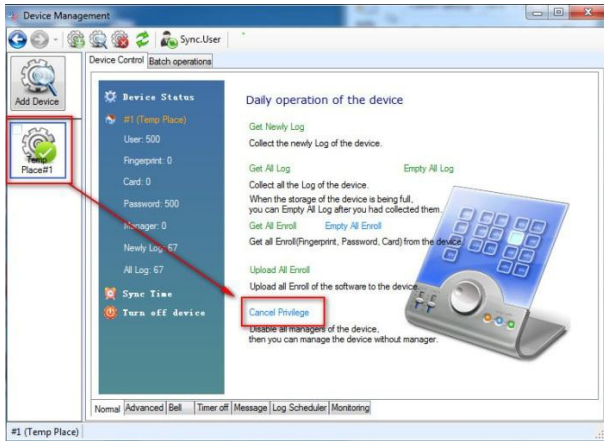 Device Management
Sync.User
Device Control Batch operations
Add Device
Temp
Place#1
Device Status
#1 (Temp Place)
User: 500
Fingerprint: 0
Card: 0
Password: 500
Manager: 0
Newly Log: 67
All Log: 67
Sync Time
Turn off device
Daily operation of the device
Get Newly Log
Collect the newly Log of the device.
Get All Log Empty All Log
Collect all the Log of the device.
When the storage of the device is being full,
you can Empty All Log after you had collected them.
Get All Enroll Empty All Enroll
Get all Enroll(Fingerprint, Password, Card) from the device.
Upload All Enroll
Upload all Enroll of the software to the device.
Cancel Privilege
Disable all managers of the device,
then you can manage the device without manager.
Normal Advanced Bell Timer off Message Log Scheduler Monitoring
#1 (Temp Place)